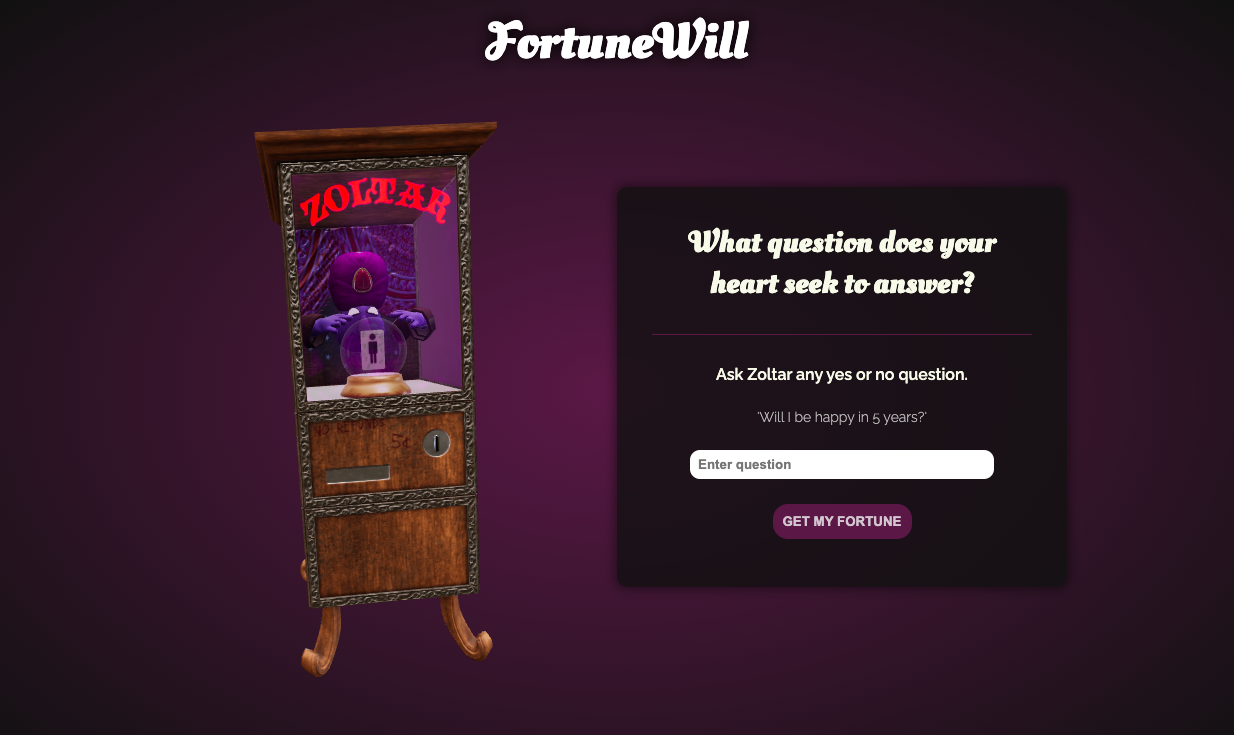 FortuneWill
ZOLTAR
5¢
What question does your
heart seek to answer?
Ask Zoltar any yes or no question.
'Will I be happy in 5 years?'
Enter question
GET MY FORTUNE